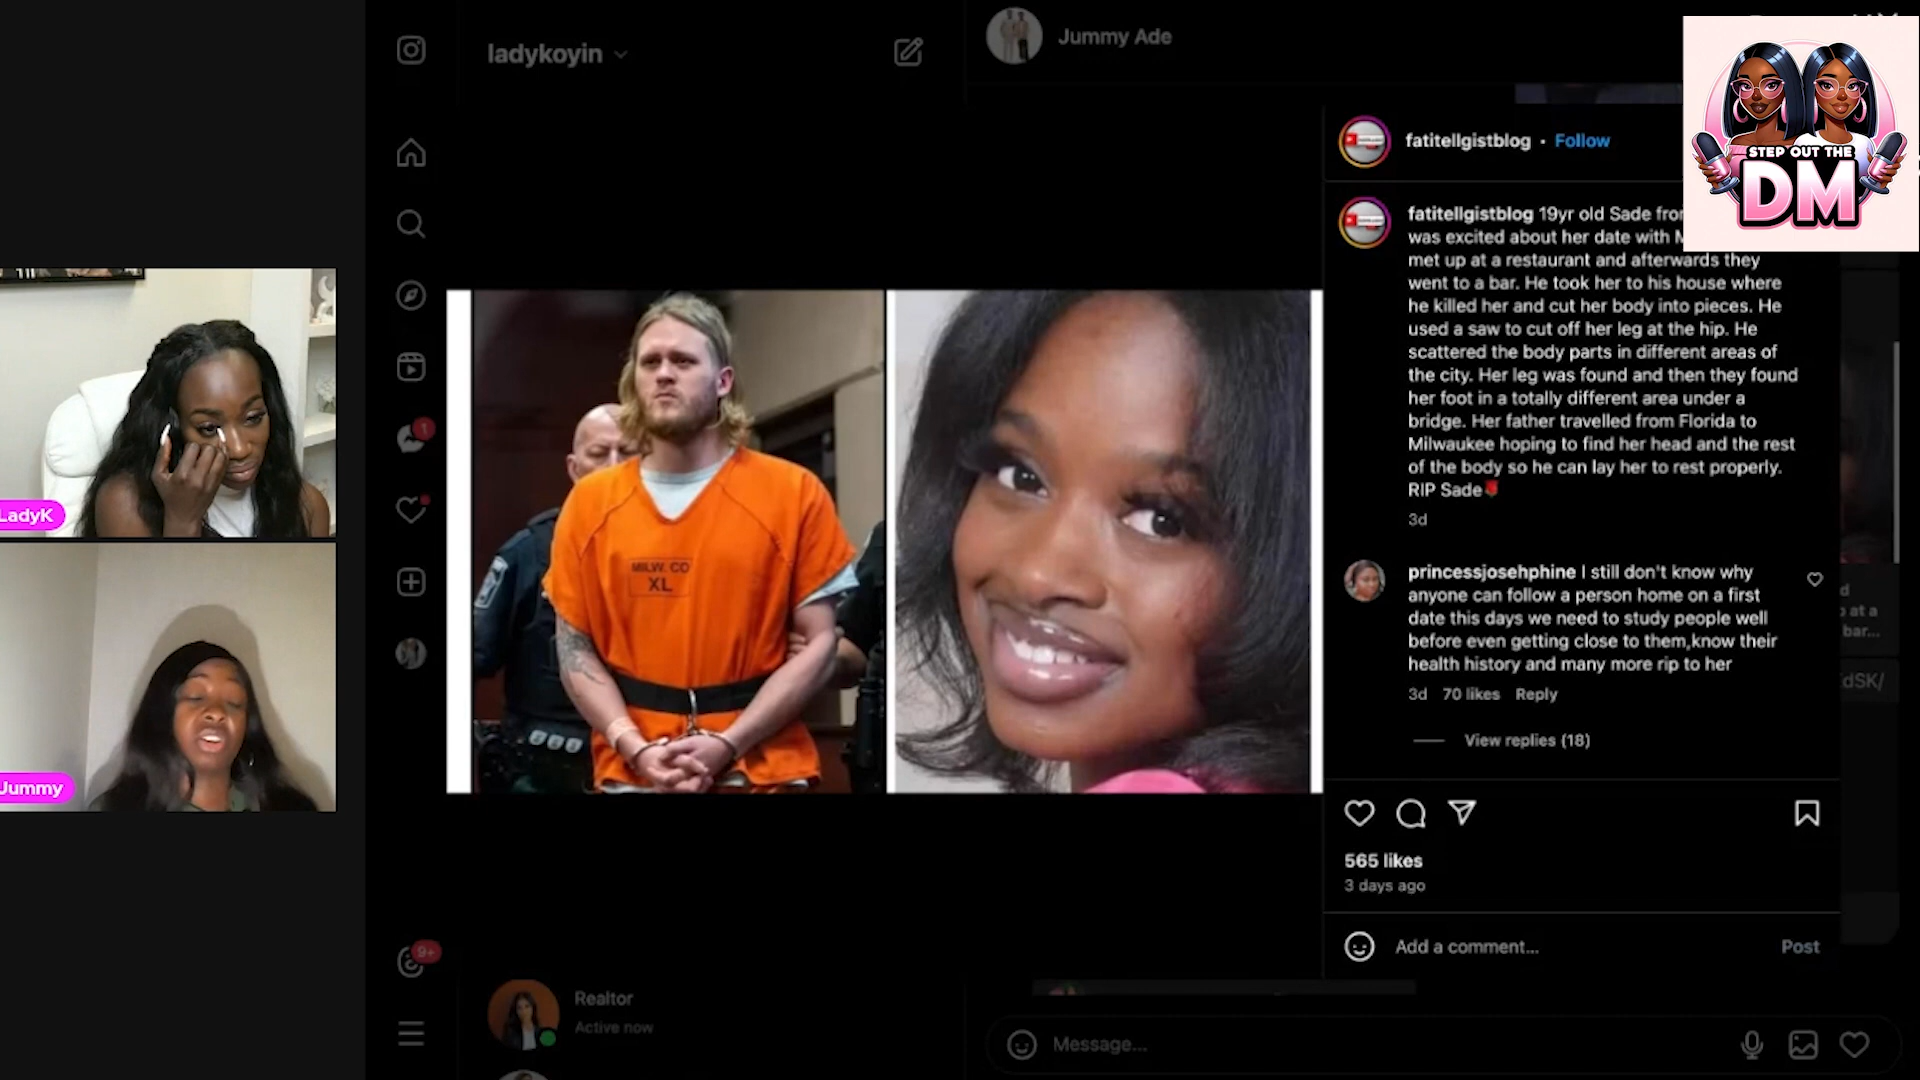 ladykoyin
Jummy Ade
STEP OUT THE
DM
fatitellgistblog • Follow
fatitellgistblog 19yr old Sade
was excited about her date with
met up at a restaurant and afterwards they
went to a bar. He took her to his house where
he killed her and cut her body into pieces. He
used a saw to cut off her leg at the hip. He
scattered the body parts in different areas of
the city. Her leg was found and then they found
her foot in a totally different area under a
bridge. Her father travelled from Florida to
Milwaukee hoping to find her head and the rest
of the body so he can lay her to rest properly.
RIP Sade
3d
princessjosehphine I still don't know why
anyone can follow a person home on a first
date this days we need to study people well
before even getting close to them,know their
health history and many more rip to her
3d 70 likes Reply
View replies (18)
565 likes
3 days ago
Add a comment...
Post
MILW. CO
XL
LadyK
Jummy
1
9+
Realtor
Active now
Message...
at a
bar...
dSK/